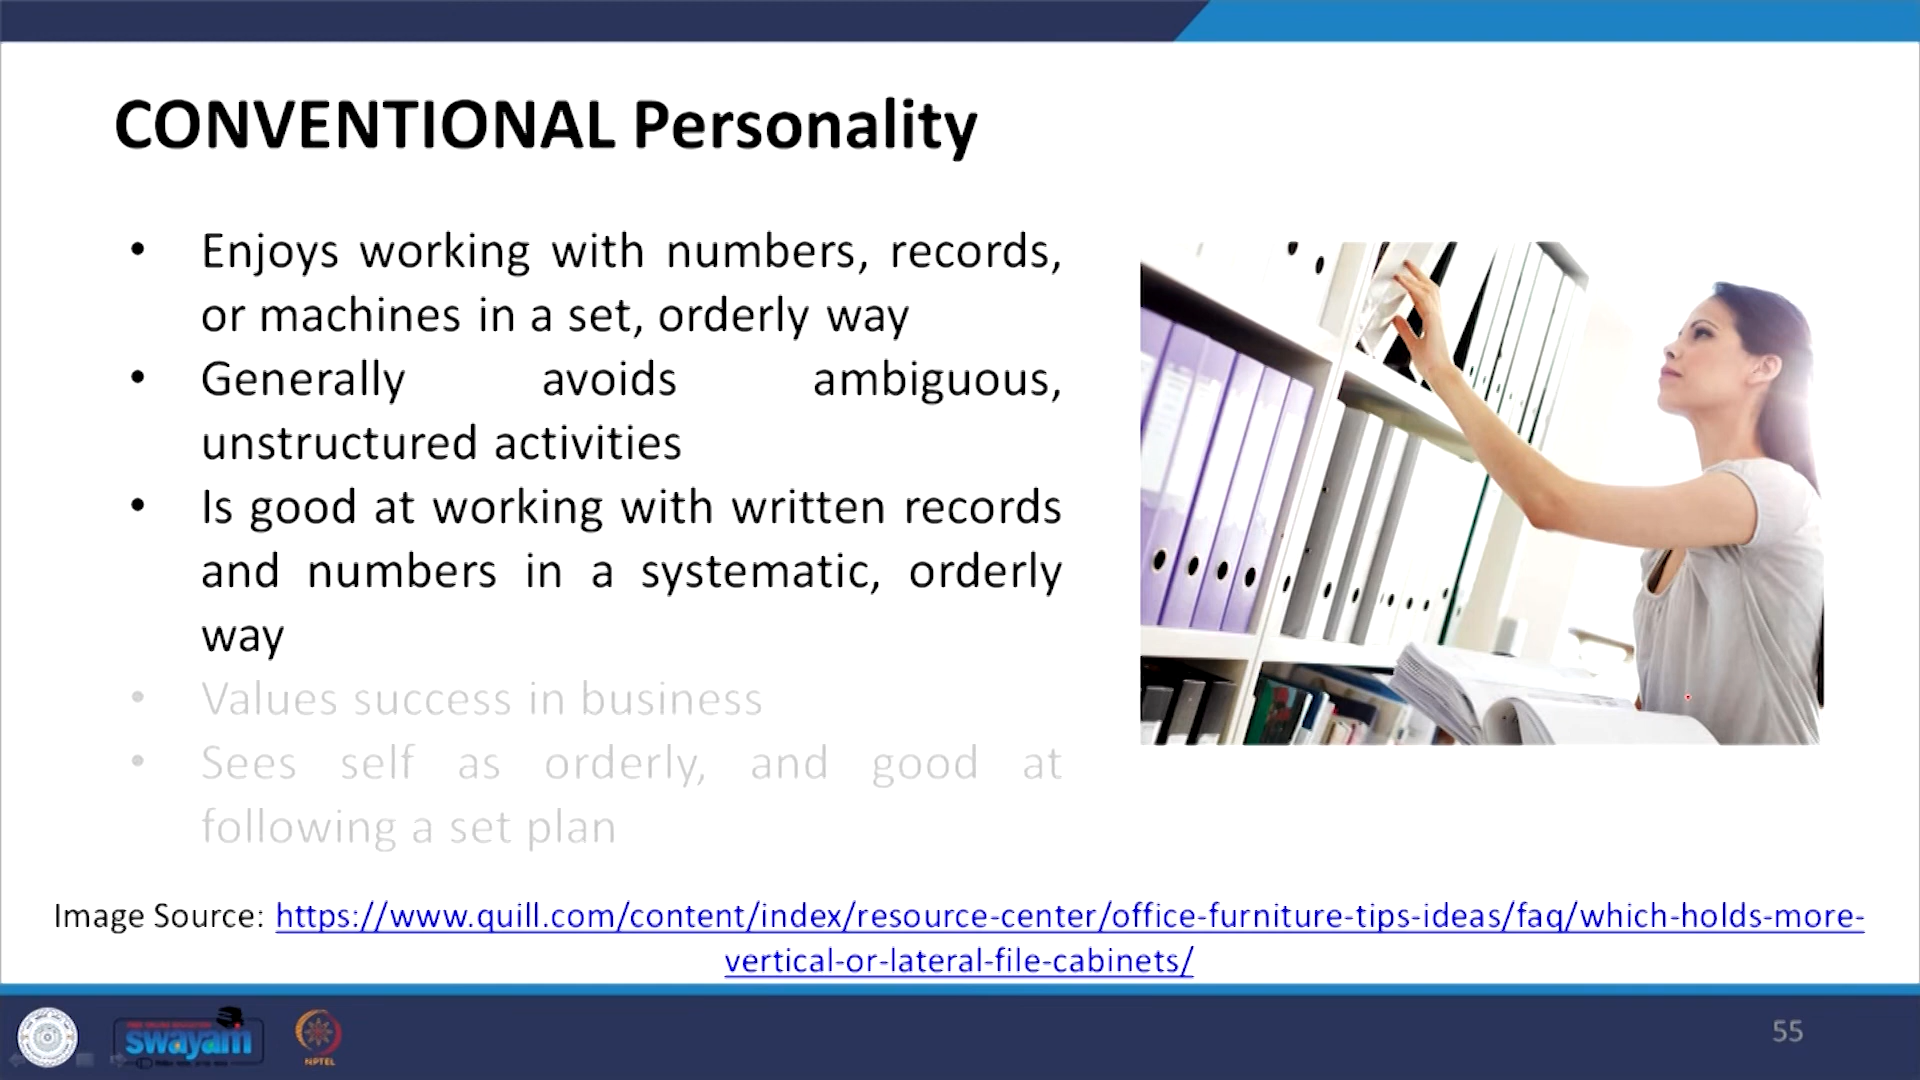 CONVENTIONAL Personality
• Enjoys working with numbers, records,
or machines in a set, orderly way
• Generally avoids ambiguous,
unstructured activities
• Is good at working with written records
and numbers in a systematic, orderly
way
• Values success in business
• Sees self as orderly, and good at
following a set plan
Image Source: https://www.quill.com/content/index/resource-center/office-furniture-tips-ideas/faq/which-holds-more-
vertical-or-lateral-file-cabinets/
swayam
NPTEL
55